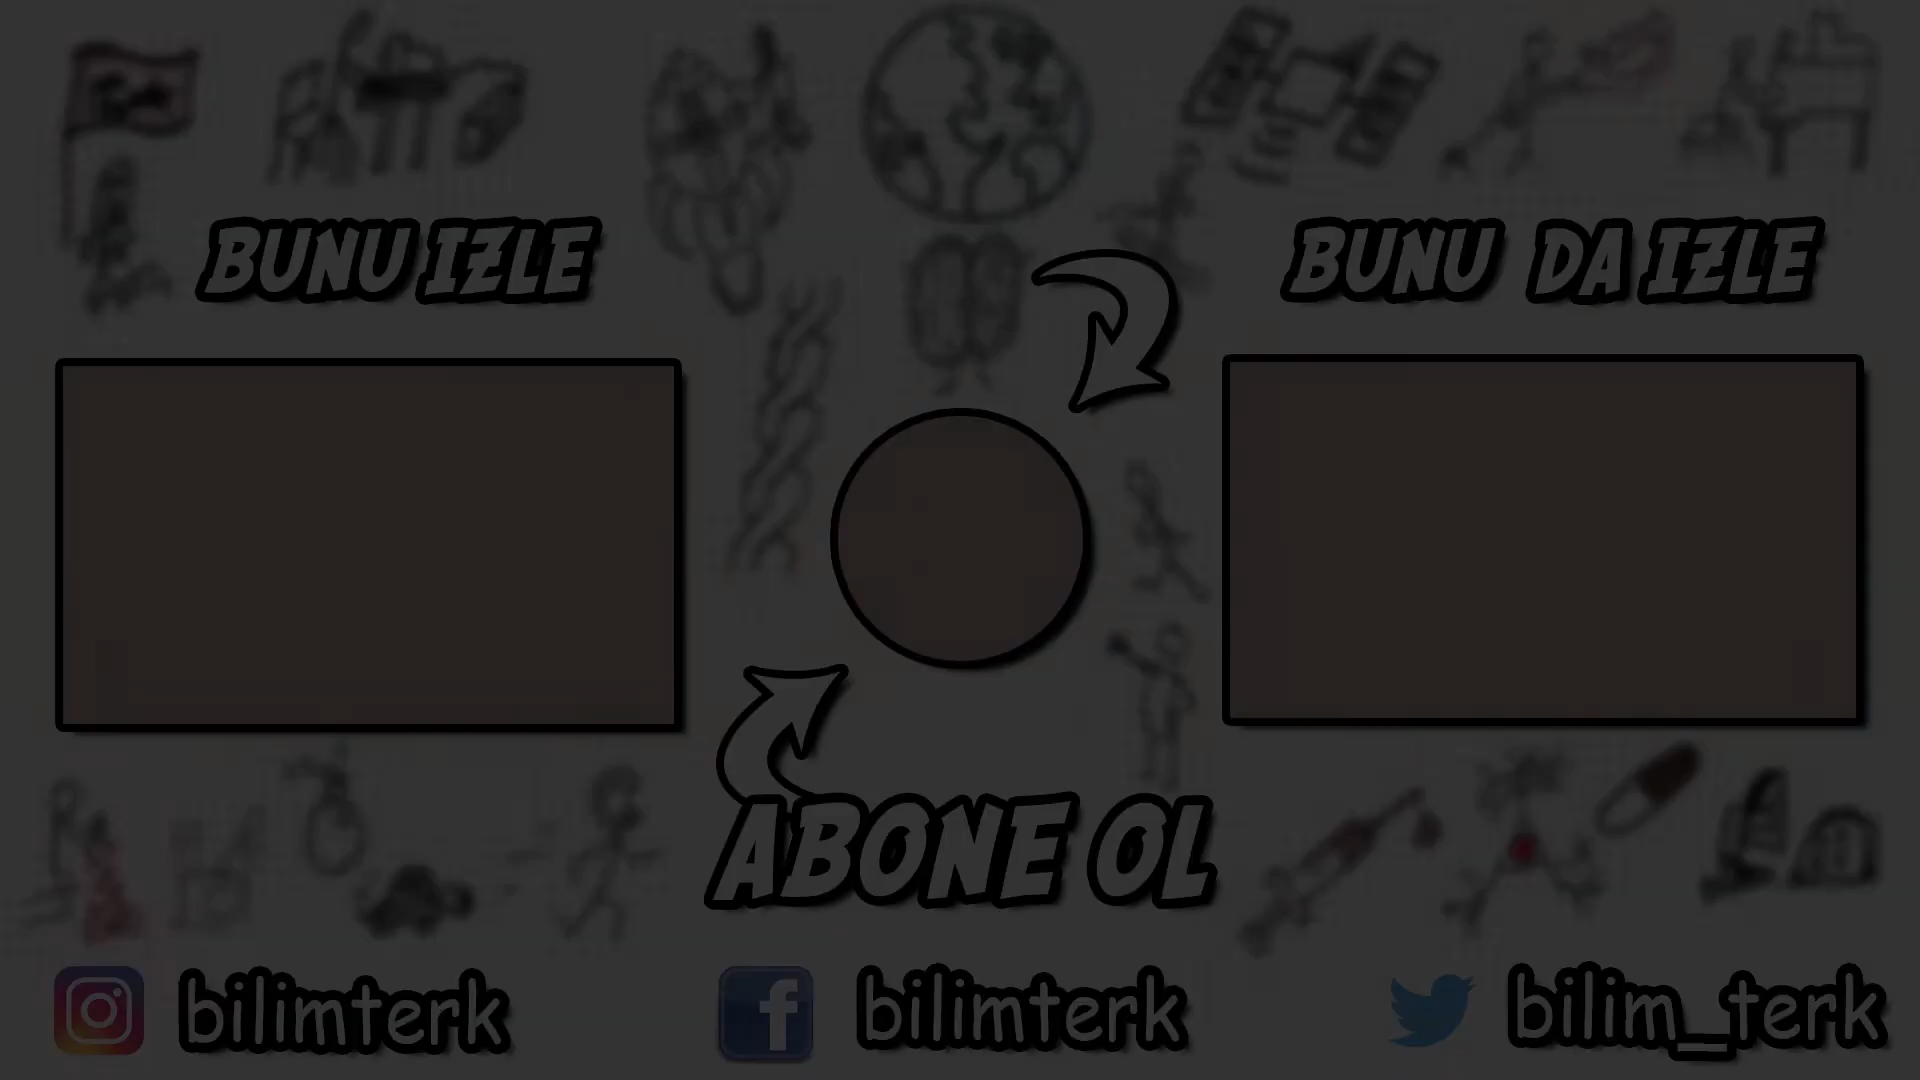 BUNU IZLE
BUNU DA IZLE
ABONE OL
bilimterk
bilimterk
bilim_terk